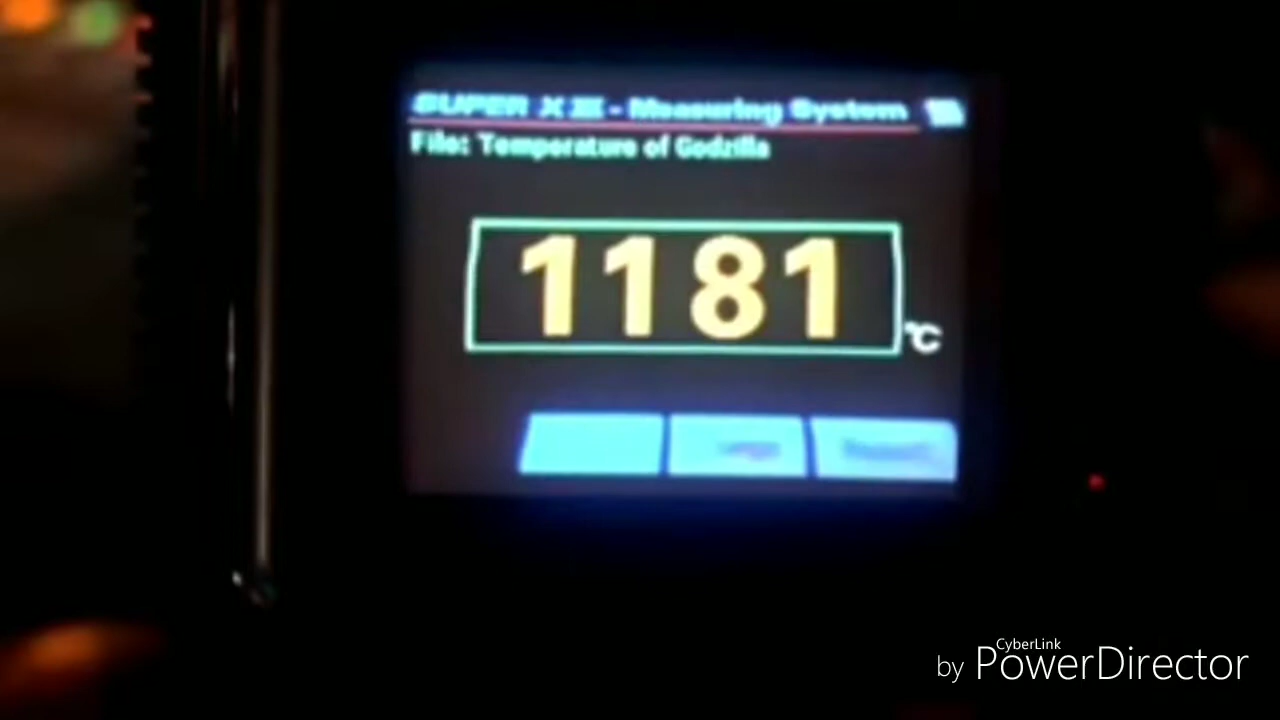 SUPER X III - Measuring System
File: Temperature of Godzilla
1181
℃
CyberLink
by PowerDirector